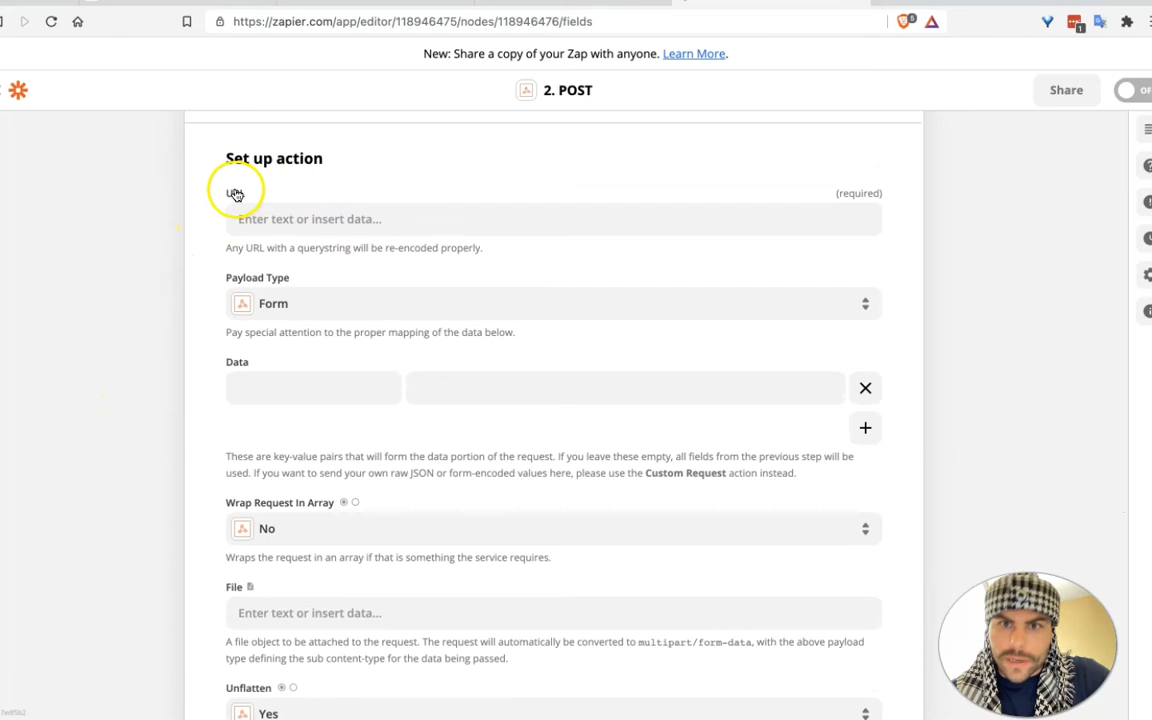 https://zapier.com/app/editor/118946475/nodes/118946476/fields
5
1
New: Share a copy of your Zap with anyone. Learn More.
2. POST
Share
OF
Set up action
(required)
Enter text or insert data...
Any URL with a querystring will be re-encoded properly.
Payload Type
Form
Pay special attention to the proper mapping of the data below.
Data
These are key-value pairs that will form the data portion of the request. If you leave these empty, all fields from the previous step will be
used. If you want to send your own raw JSON or form-encoded values here, please use the Custom Request action instead.
Wrap Request In Array
No
Wraps the request in an array if that is something the service requires.
File
Enter text or insert data...
A file object to be attached to the request. The request will automatically be converted to multipart/form-data, with the above payload
type defining the sub content-type for the data being passed.
Unflatten
Yes